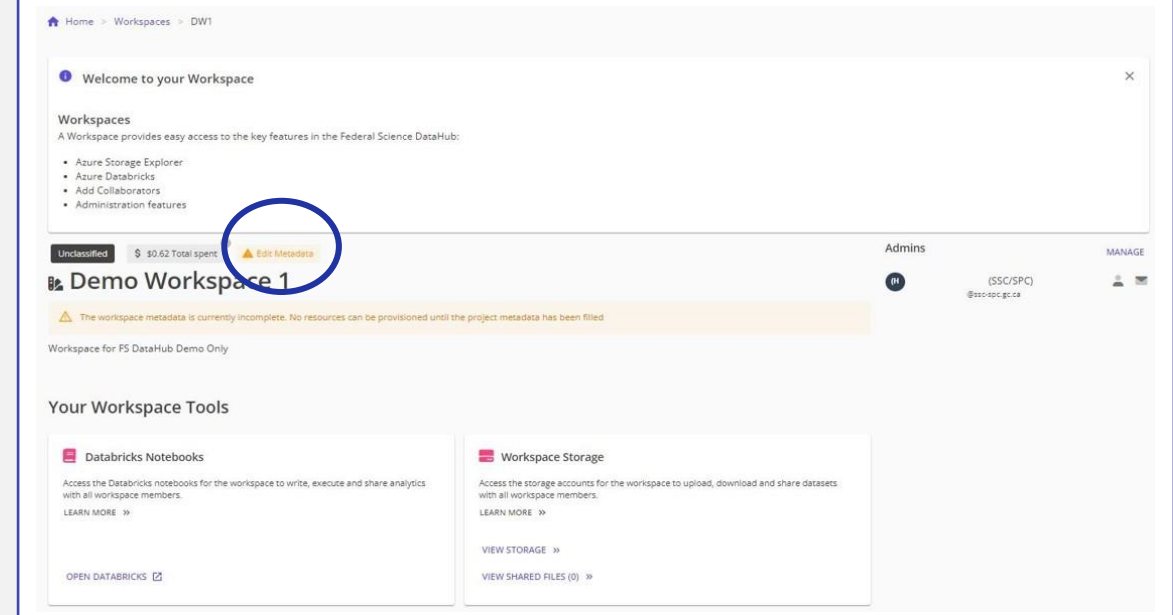 Home > Workspaces > DW1
Welcome to your Workspace
Workspaces
A Workspace provides easy access to the key features in the Federal Science DataHub:
• Azure Storage Explorer
• Azure Databricks
• Add Collaborators
• Administration features
Unclassified $ $0.62 Total spent Edit Metadata
Demo Workspace 1
The workspace metadata is currently incomplete. No resources can be provisioned until the project metadata has been filled
Workspace for FS DataHub Demo Only
Admins MANAGE
(H (SSC/SPC)
@ssc-spc.gc.ca
Your Workspace Tools
Databricks Notebooks
Access the Databricks notebooks for the workspace to write, execute and share analytics
with all workspace members.
LEARN MORE »
OPEN DATABRICKS
Workspace Storage
Access the storage accounts for the workspace to upload, download and share datasets
with all workspace members.
LEARN MORE »
VIEW STORAGE »
VIEW SHARED FILES (0) »